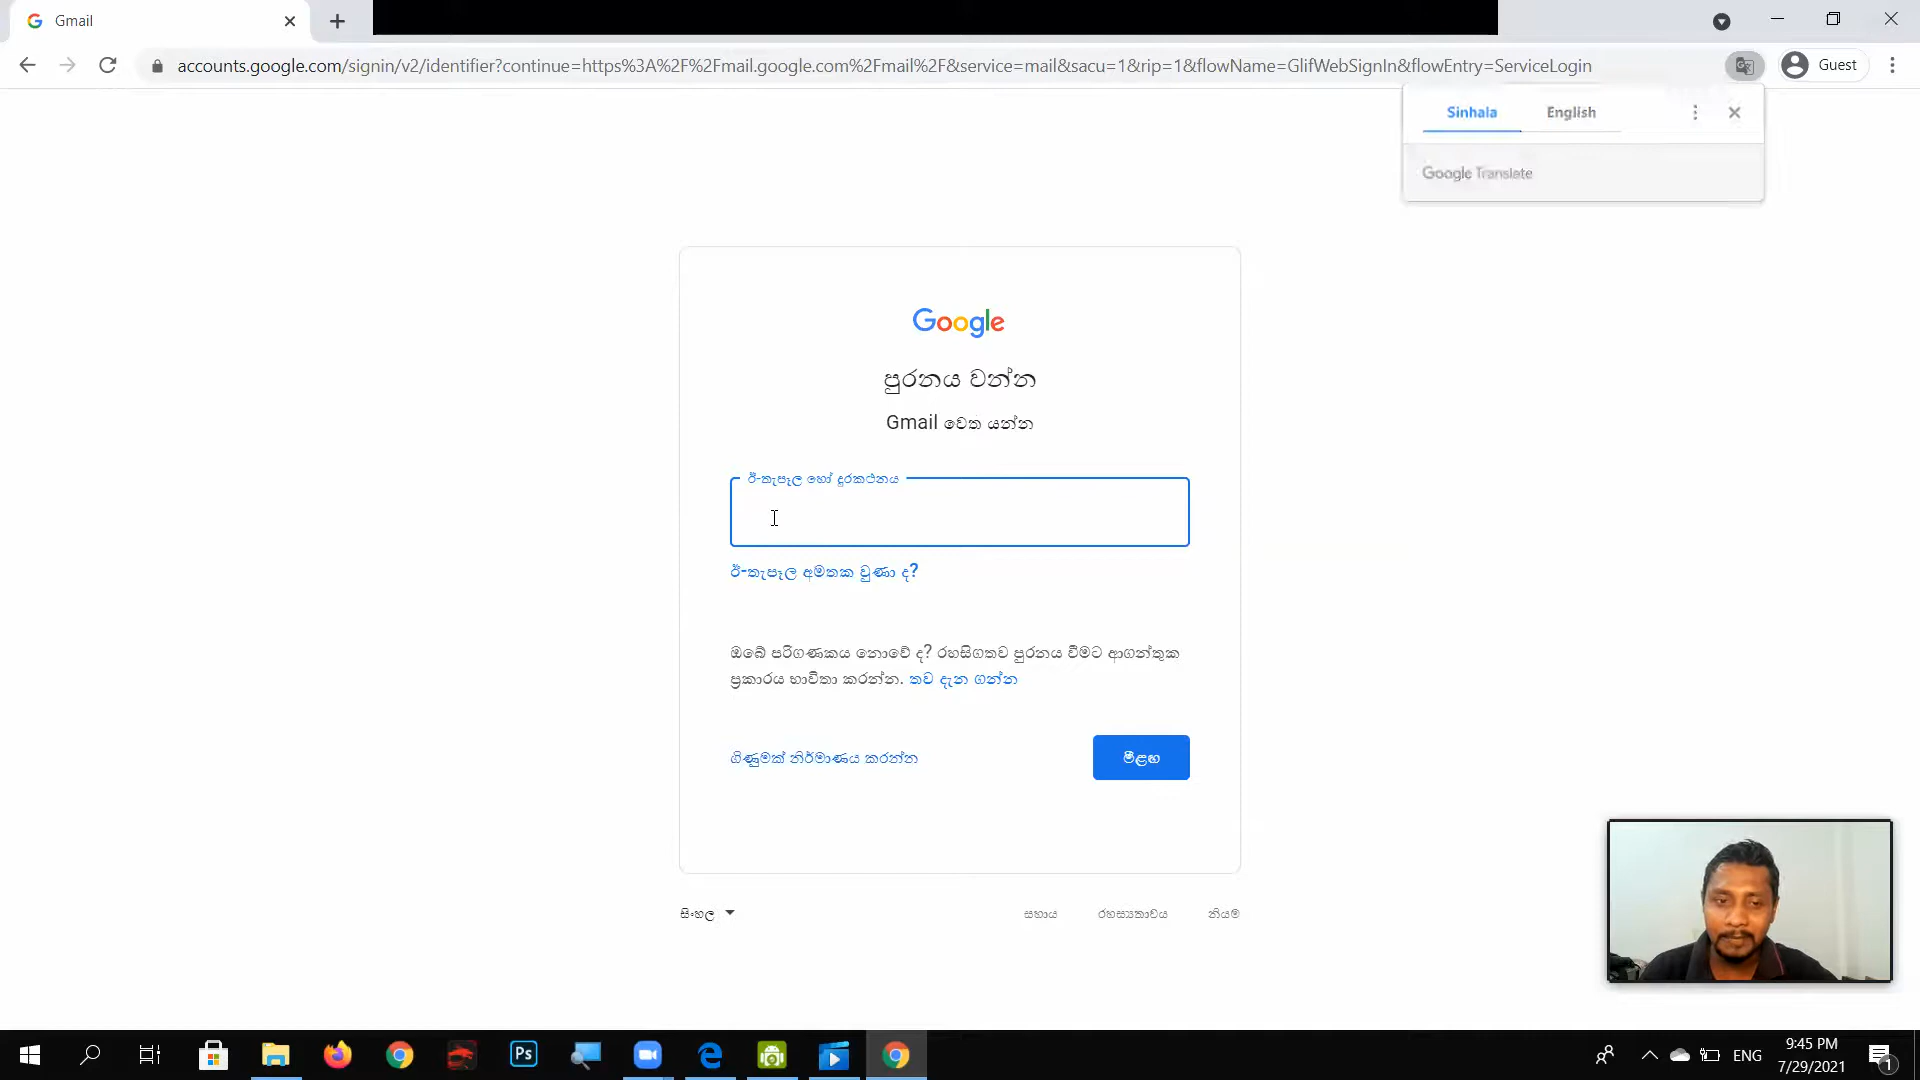 Gmail
accounts.google.com/signin/v2/identifier?continue=https%3A%2F%2Fmail.google.com%2Fmail%2F&service=mail&sacu=1&rip=1&flowName=GlifWebSignIn&flowEntry=ServiceLogin
Guest
Sinhala English
Google Translate
Google
පුරනය වන්න
Gmail වෙත යන්න
ඊ-තැපෑල හෝ දුරකථනය
ඊ-තැපෑල අමතක වුණා ද?
ඔබේ පරිගණකය නොවේ ද? රහසිගතව පුරනය වීමට ආගන්තුක
ප්‍රකාරය භාවිතා කරන්න. තව දැන ගන්න
ගිණුමක් නිර්මාණය කරන්න මීළඟ
සිංහල සහාය රහස්‍යතාව්ය නියම
Ps
ENG
9:45 PM
7/29/2021
1